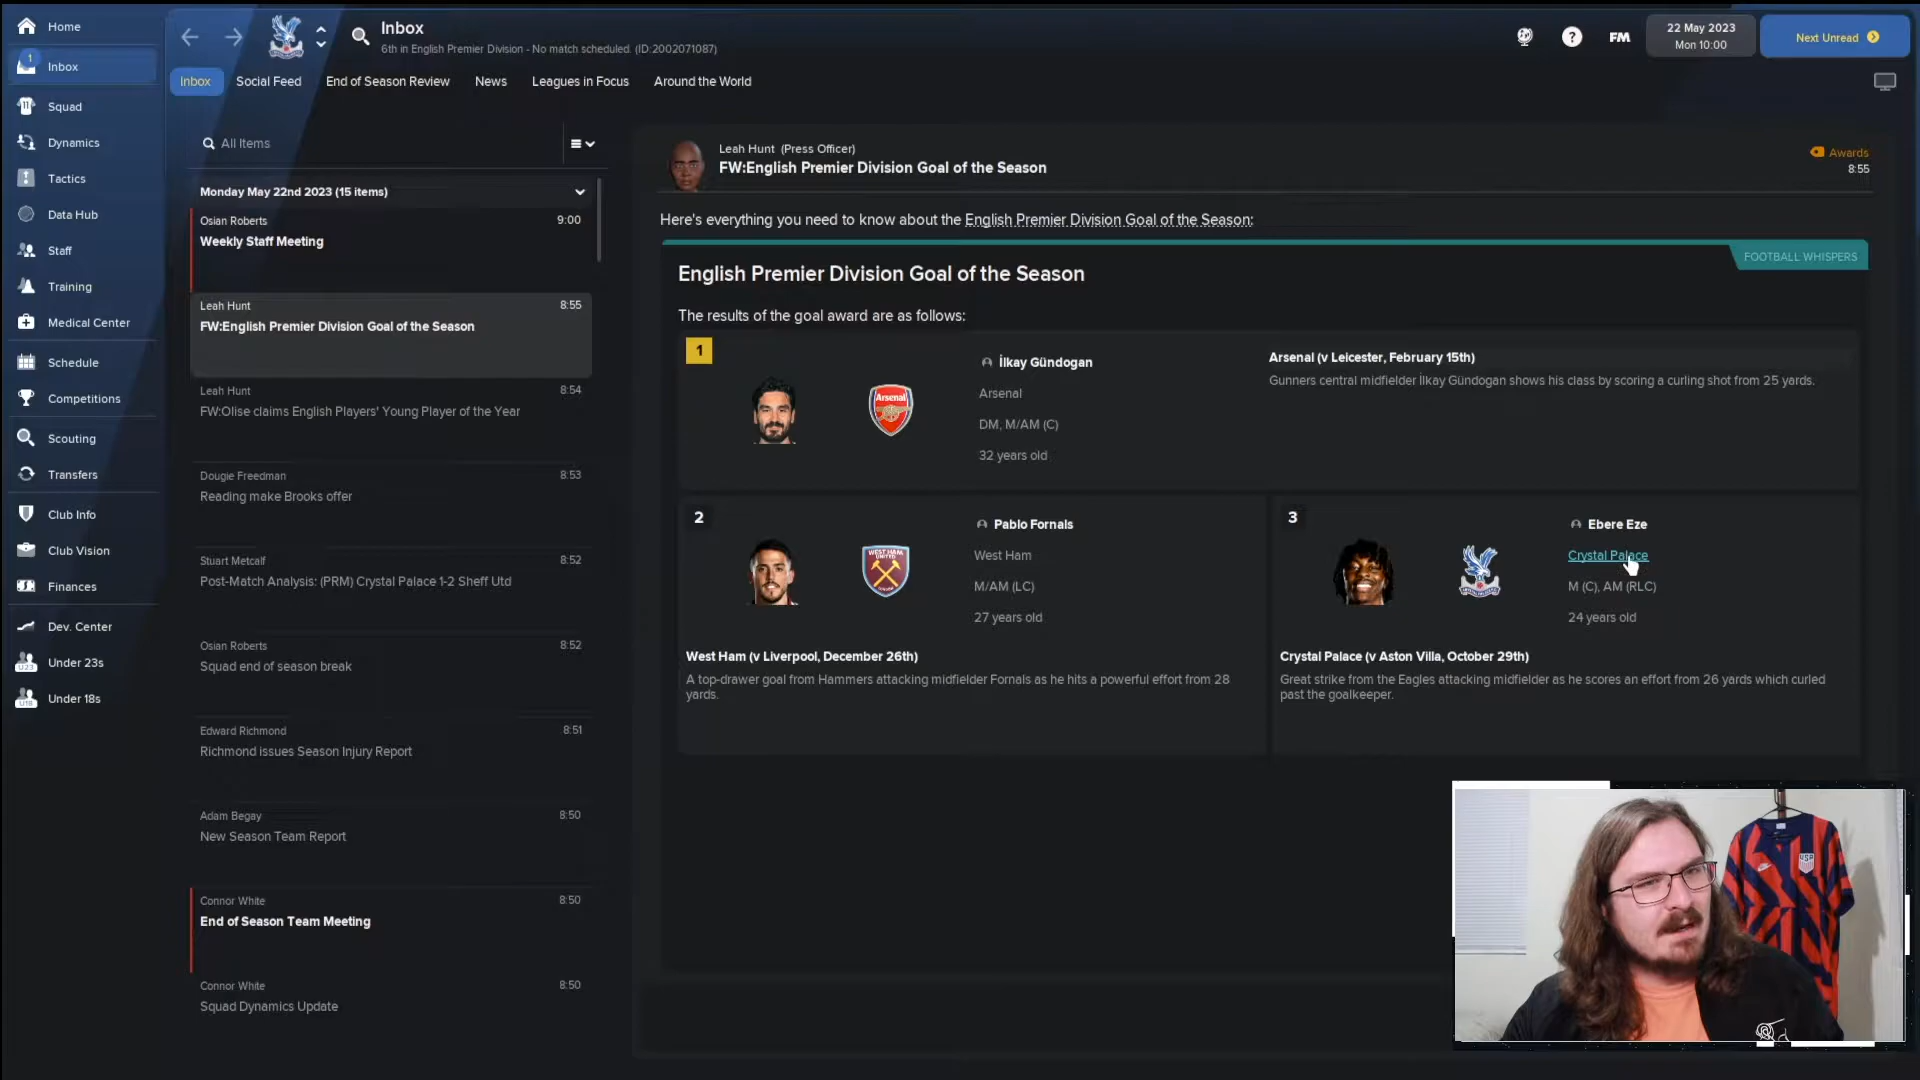 Home
1
Inbox
Squad
Dynamics
Tactics
Data Hub
Staff
Training
Medical Center
Schedule
Competitions
Scouting
Transfers
Club Info
Club Vision
Finances
Dev. Center
U23
Under 23s
U18
Under 18s
Inbox
6th in English Premier Division - No match scheduled. (ID:2002071087)
?
FM
22 May 2023
Mon 10:00
Next Unread
Inbox
Social Feed
End of Season Review
News
Leagues in Focus
Around the World
All Items
Monday May 22nd 2023 (15 items)
Osian Roberts 9:00
Weekly Staff Meeting
Leah Hunt 8:55
FW:English Premier Division Goal of the Season
Leah Hunt 8:54
FW:Olise claims English Players' Young Player of the Year
Dougie Freedman 8:53
Reading make Brooks offer
Stuart Metcalf 8:52
Post-Match Analysis: (PRM) Crystal Palace 1-2 Sheff Utd
Osian Roberts 8:52
Squad end of season break
Edward Richmond 8:51
Richmond issues Season Injury Report
Adam Begay 8:50
New Season Team Report
Connor White 8:50
End of Season Team Meeting
Connor White 8:50
Squad Dynamics Update
Leah Hunt (Press Officer)
FW:English Premier Division Goal of the Season
Awards
8:55
Here's everything you need to know about the English Premier Division Goal of the Season:
FOOTBALL WHISPERS
English Premier Division Goal of the Season
The results of the goal award are as follows:
1
Arsenal
İlkay Gündogan
Arsenal
DM, M/AM (C)
32 years old
Arsenal (v Leicester, February 15th)
Gunners central midfielder İlkay Gündogan shows his class by scoring a curling shot from 25 yards.
2
WEST HAM
UNITED
Pablo Fornals
West Ham
M/AM (LC)
27 years old
West Ham (v Liverpool, December 26th)
A top-drawer goal from Hammers attacking midfielder Fornals as he hits a powerful effort from 28
yards.
3
Ebere Eze
Crystal Palace
M (C), AM (RLC)
24 years old
Crystal Palace (v Aston Villa, October 29th)
Great strike from the Eagles attacking midfielder as he scores an effort from 26 yards which curled
past the goalkeeper.